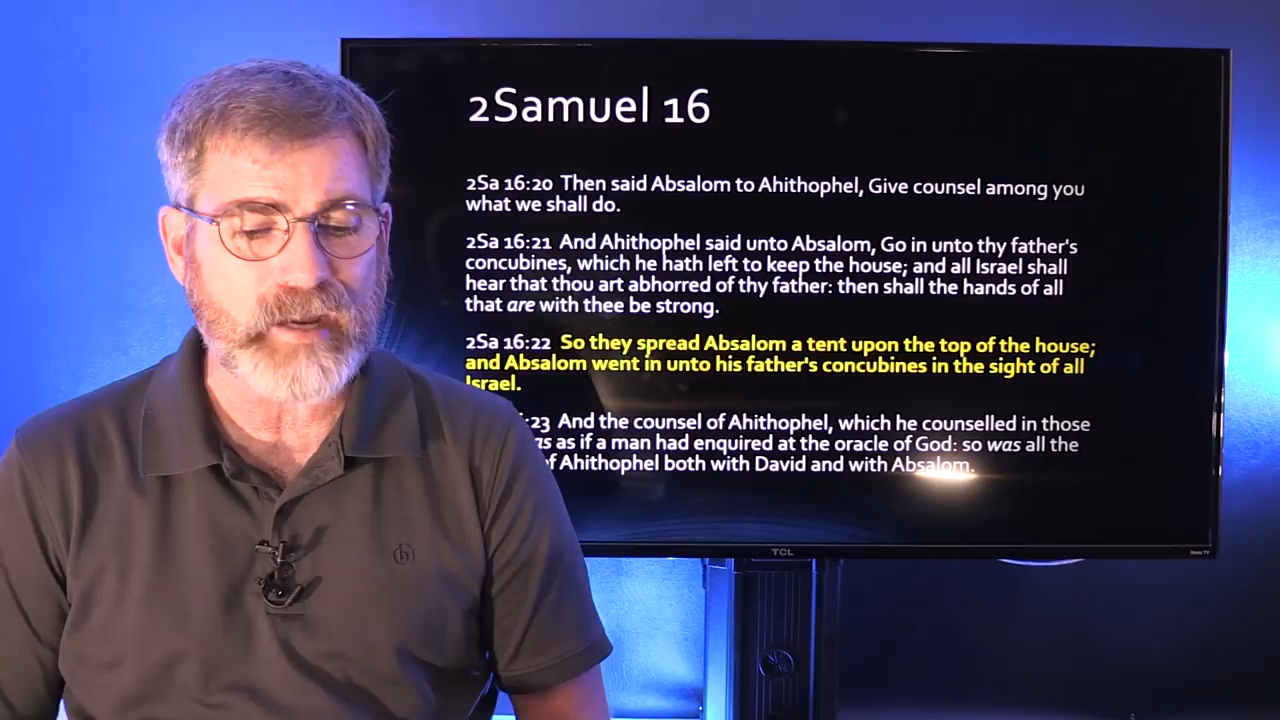 2Samuel 16
2Sa 16:20 Then said Absalom to Ahithophel, Give counsel among you
what we shall do.
2Sa 16:21 And Ahithophel said unto Absalom, Go in unto thy father's
concubines, which he hath left to keep the house; and all Israel shall
hear that thou art abhorred of thy father: then shall the hands of all
that are with thee be strong.
2Sa 16:22 So they spread Absalom a tent upon the top of the house;
and Absalom went in unto his father's concubines in the sight of all
Israel.
:23 And the counsel of Ahithophel, which he counselled in those
as if a man had enquired at the oracle of God: so was all the
of Ahithophel both with David and with Absalom.
TCL
Roku TV